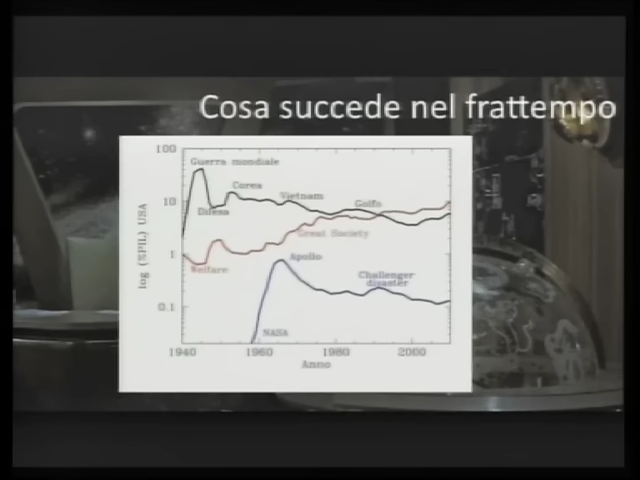 Cosa succede nel frattempo
100
Guerra mondiale
Corea
Vietnam
10
Golfo
Difesa
Great Society
log (%PIL) USA
1
Welfare
Apollo
Challenger
disaster
0.1
NASA
1940
1960
1980
2000
Anno